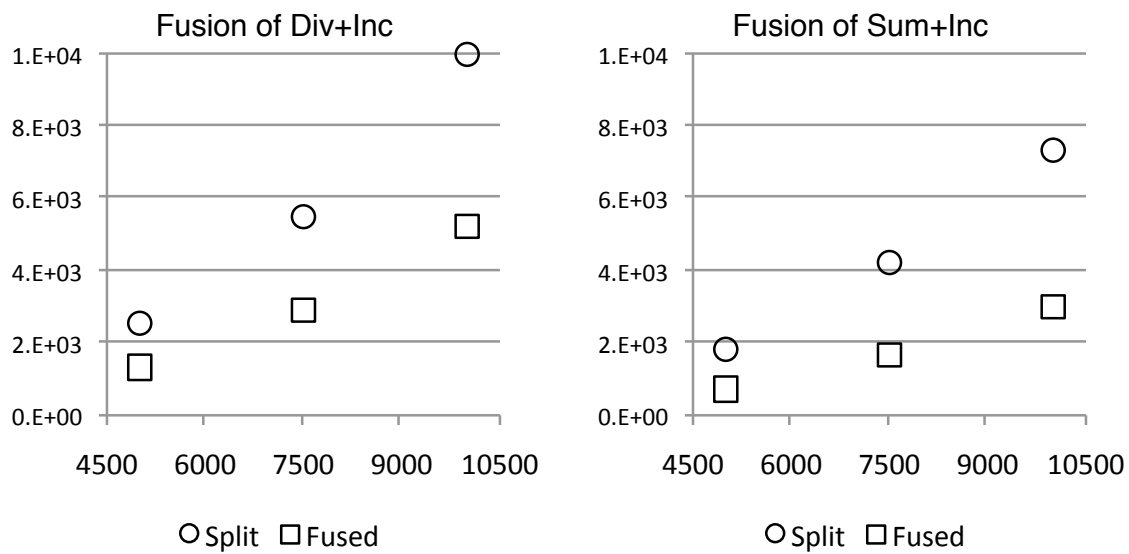 Fusion of Div+Inc
1.E+04
8.E+03
6.E+03
4.E+03
2.E+03
0.E+00
4500 6000 7500 9000 10500
Split Fused
Fusion of Sum+Inc
1.E+04
8.E+03
6.E+03
4.E+03
2.E+03
0.E+00
4500 6000 7500 9000 10500
Split Fused